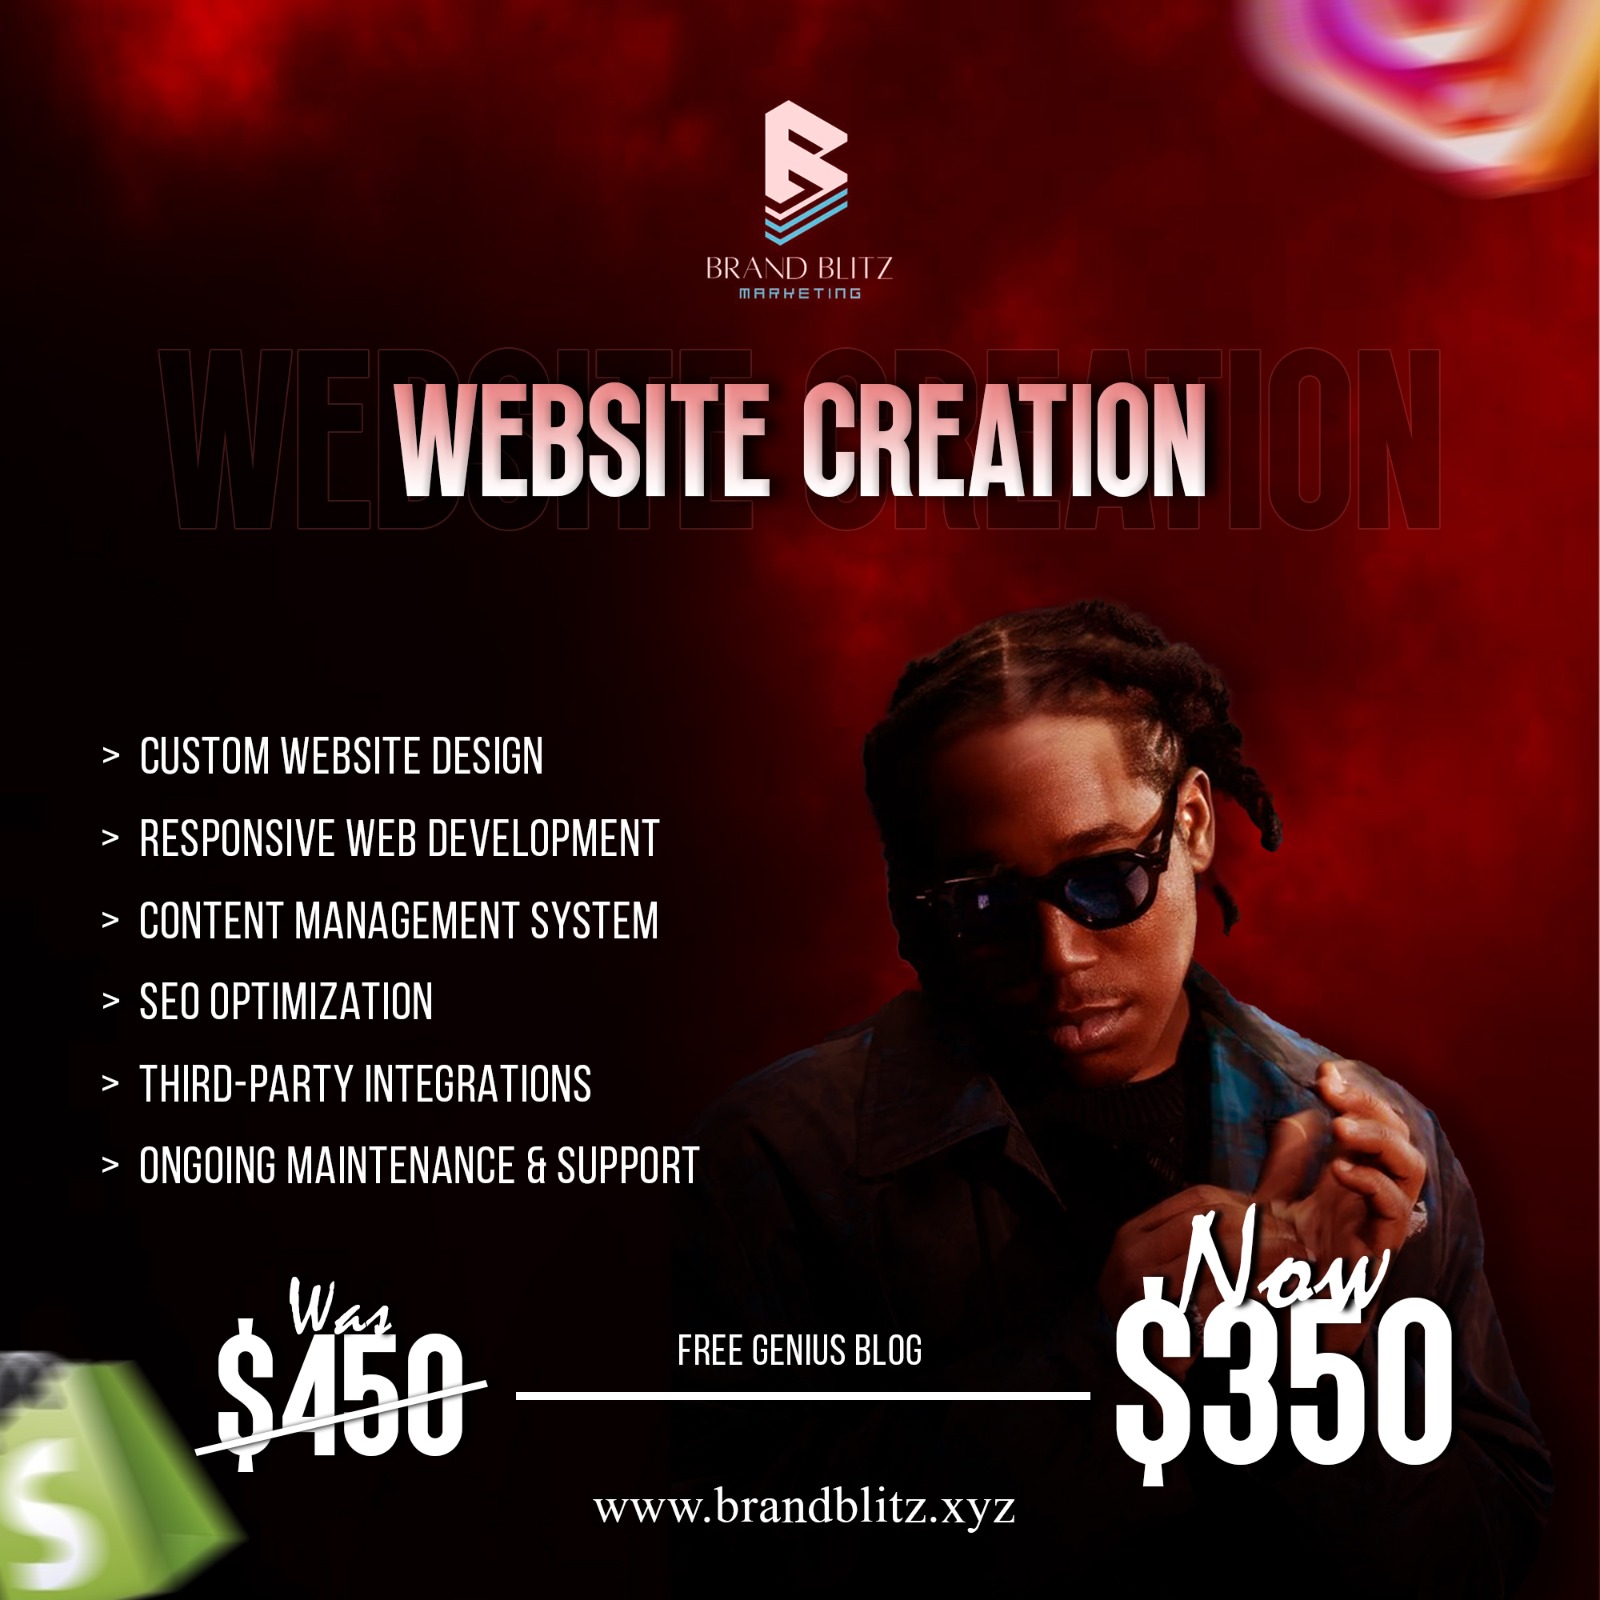 BRAND BLITZ
MARKETING
WEBSITE CREATION
WEBSITE CREATION
> CUSTOM WEBSITE DESIGN
> RESPONSIVE WEB DEVELOPMENT
> CONTENT MANAGEMENT SYSTEM
> SEO OPTIMIZATION
> THIRD-PARTY INTEGRATIONS
> ONGOING MAINTENANCE & SUPPORT
Was
$450
FREE GENIUS BLOG
Now
$350
www.brandblitz.xyz
S